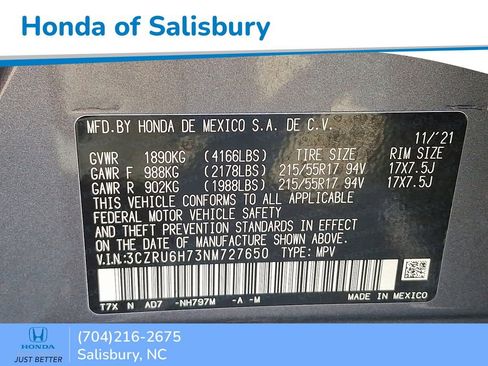 Honda of Salisbury
MFD. BY HONDA DE MEXICO S.A. DE C.V.
11/'21
GVWR 1890KG (4166LBS) TIRE SIZE RIM SIZE
GAWR F 988KG (2178LBS) 215/55R17 94V 17X7.5J
GAWR R 902KG (1988LBS) 215/55R17 94V 17X7.5J
THIS VEHICLE CONFORMS TO ALL APPLICABLE
FEDERAL MOTOR VEHICLE SAFETY, BUMPER,
AND THEFT PREVENTION STANDARDS IN
EFFECT ON THE DATE OF MANUFACTURE SHOWN ABOVE.
V.I.N:3CZRU6H73NM727650 TYPE: MPV
T7X N AD7 -NH797M -A -M
MADE IN MEXICO
HONDA
JUST BETTER
(704)216-2675
Salisbury, NC